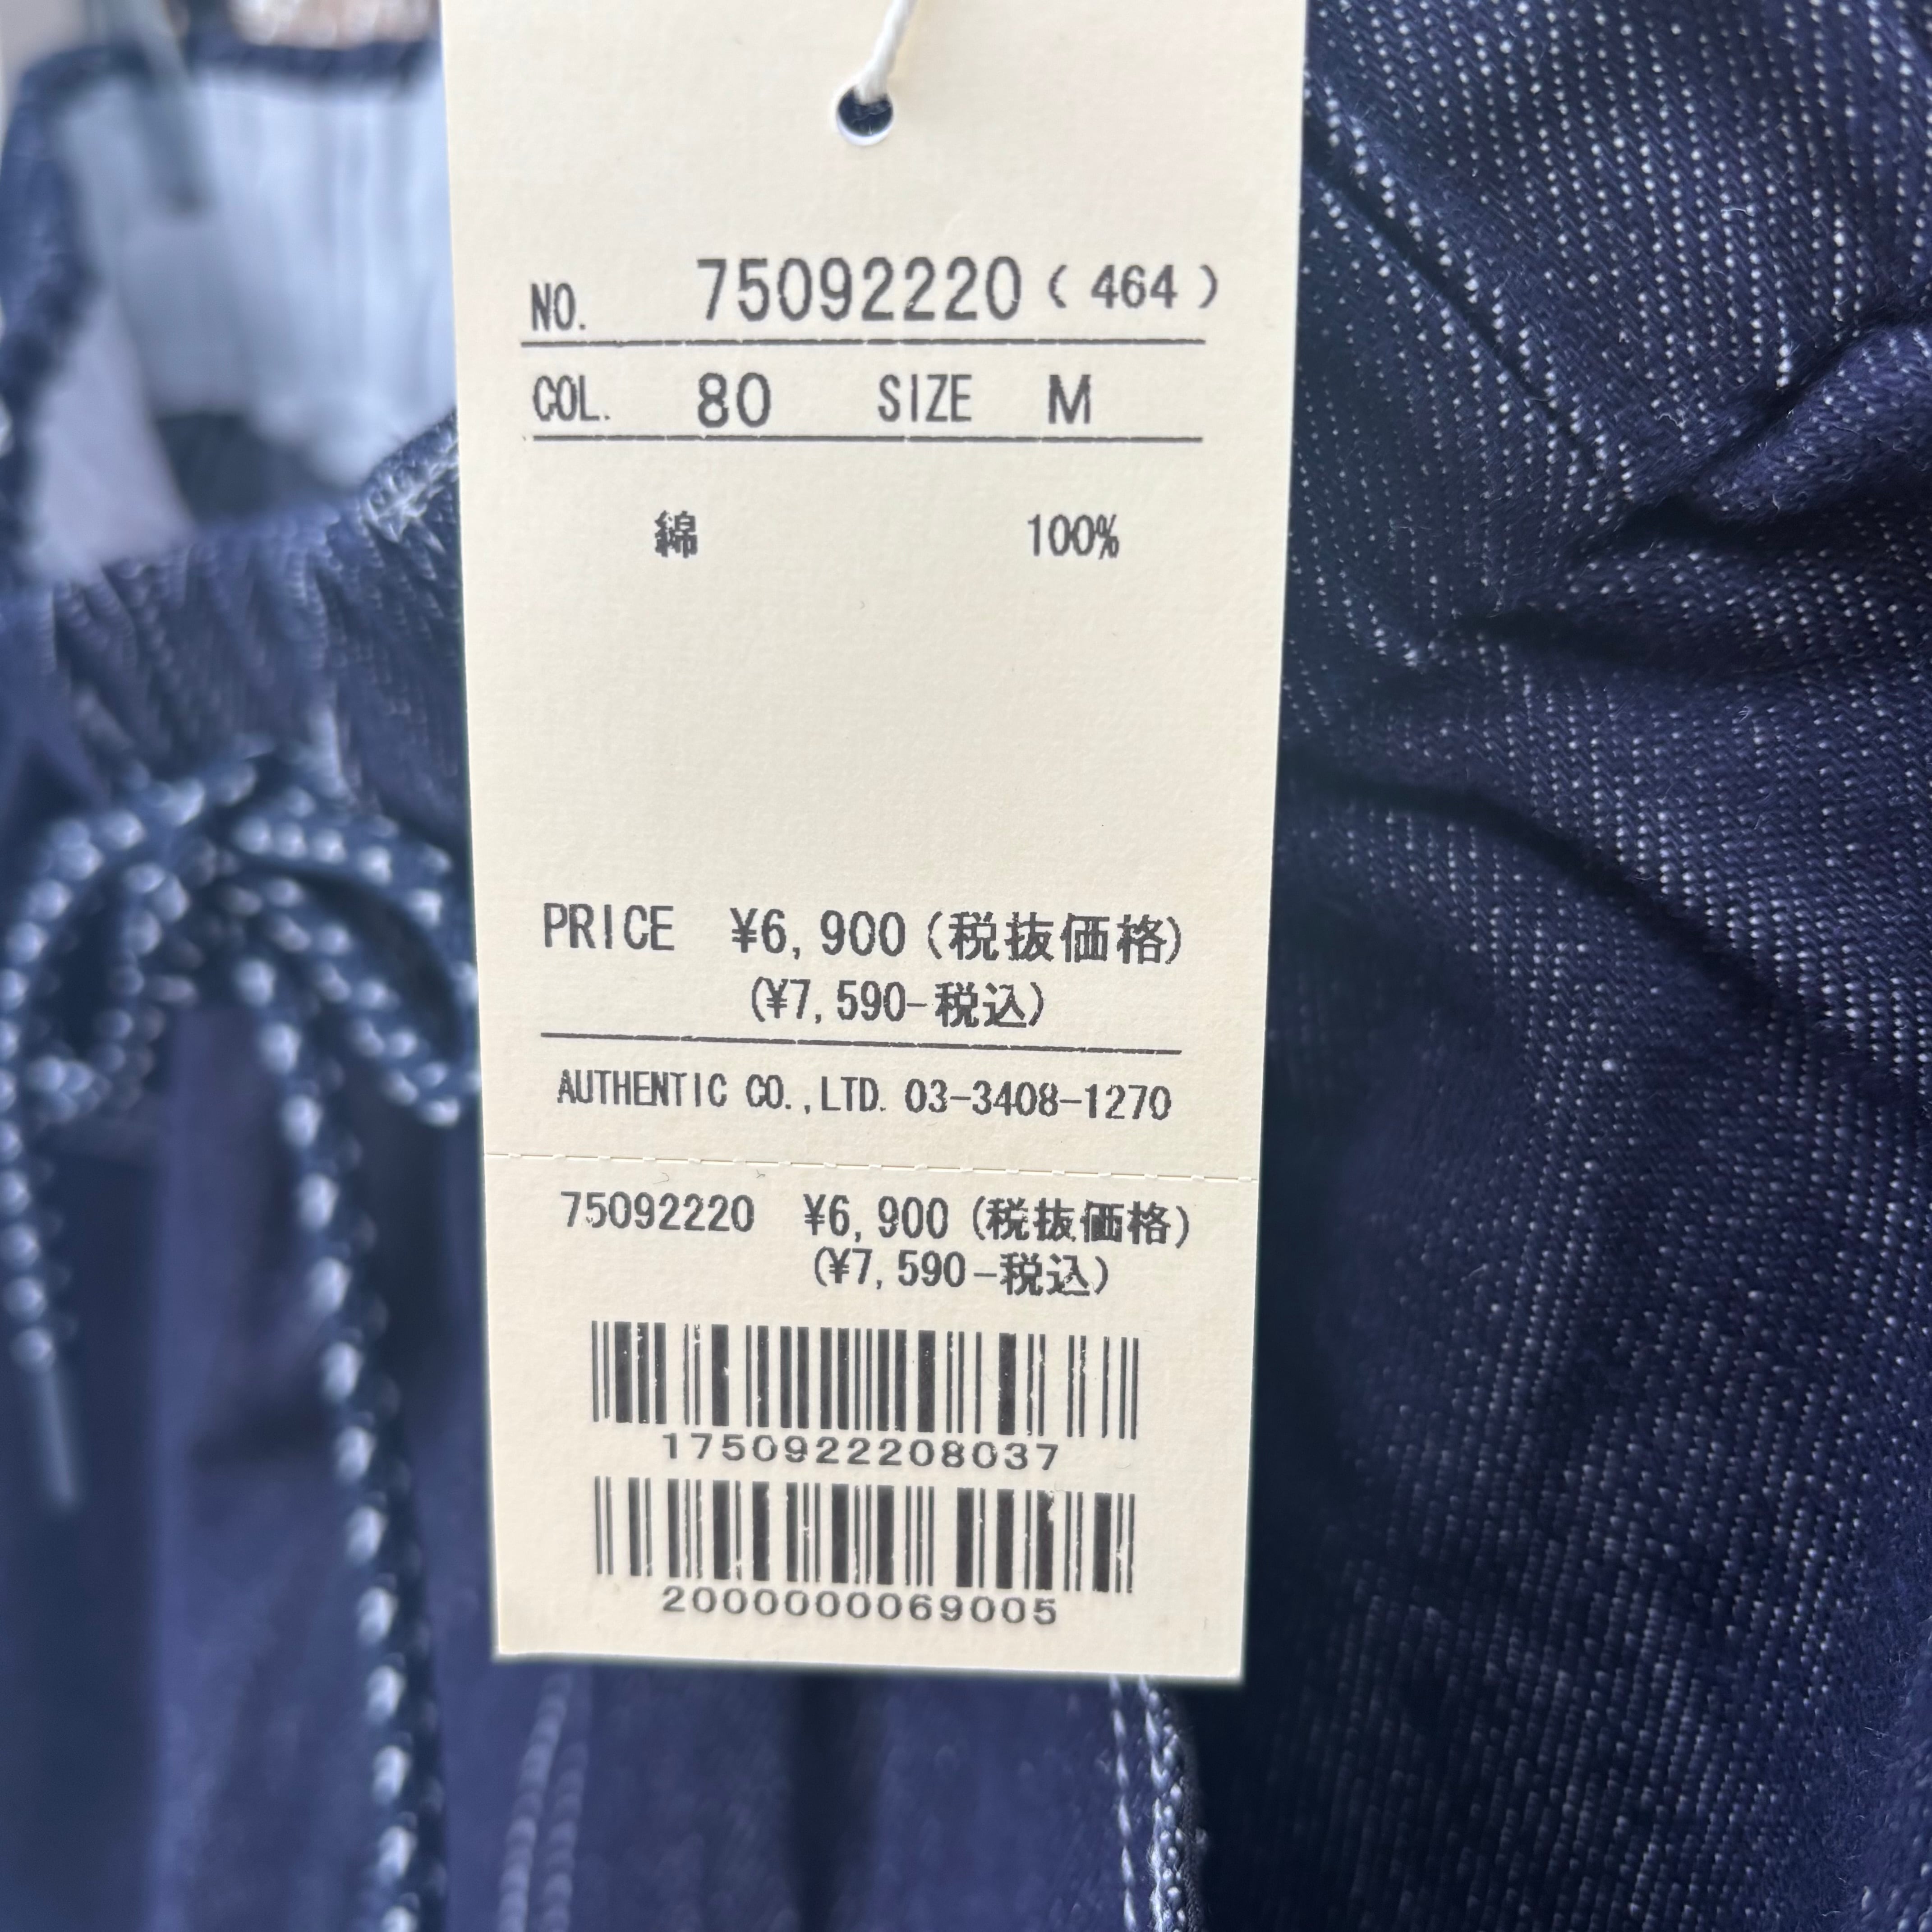 NO. 75092220 ( 464 )
COL. 80 SIZE M
綿 100%
PRICE ¥6,900(税抜価格)
(¥7,590-税込)
AUTHENTIC CO.,LTD. 03-3408-1270
75092220 ¥6,900(税抜価格)
(¥7,590-税込)
1750922208037
2000000069005